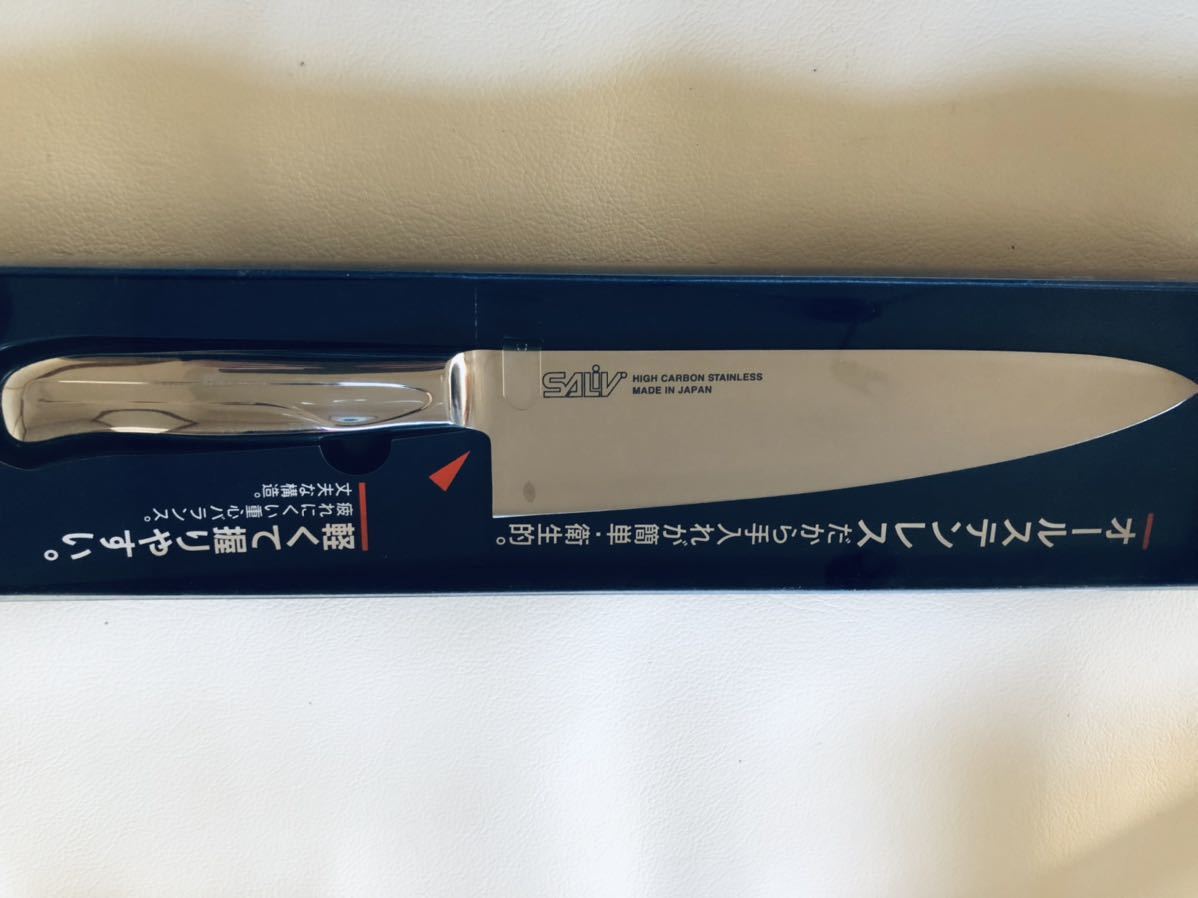 SALiV
HIGH CARBON STAINLESS
MADE IN JAPAN
オールステンレスだから手入れが簡単・衛生的。
軽くて握りやすい。
疲れにくい重心バランス。
丈夫な構造。